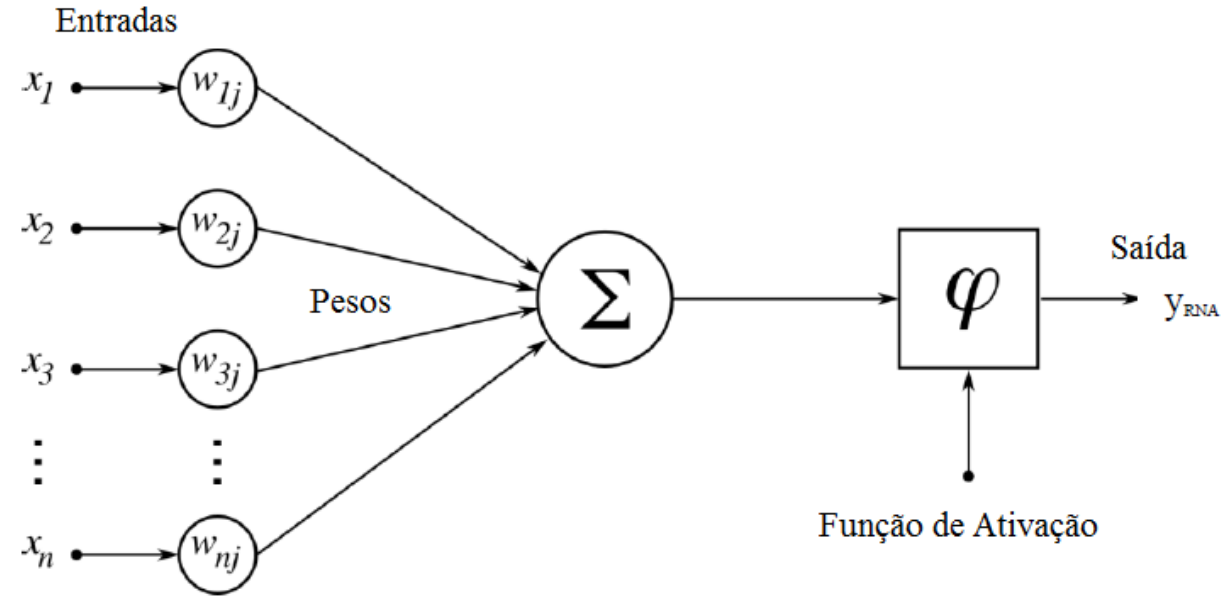 Entradas
x1 w1j
x2 w2j
Pesos
Σ
φ
Saída
yRNA
x3 w3j
Função de Ativação
xn wnj